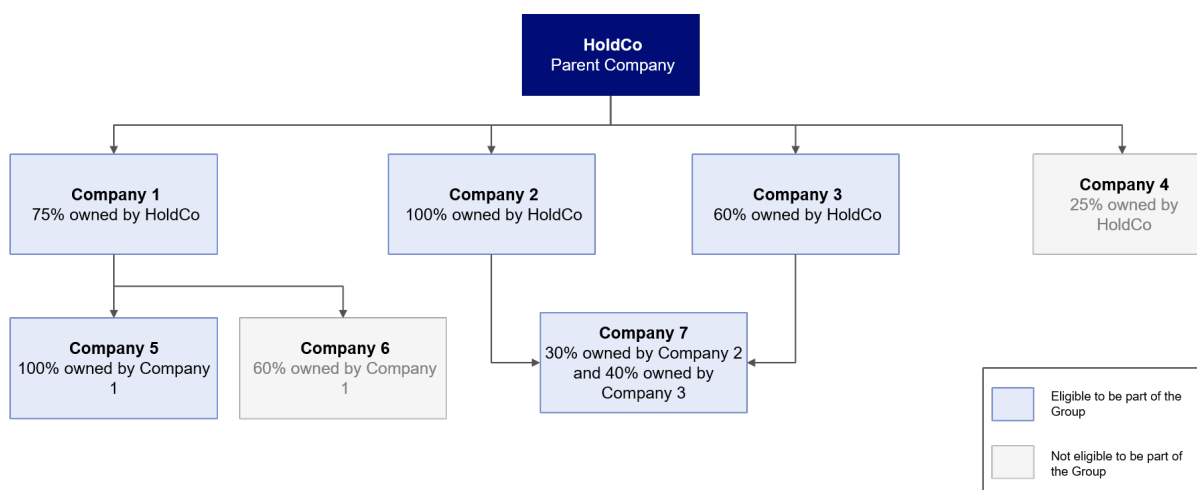 HoldCo
Parent Company
Company 1
75% owned by HoldCo
Company 2
100% owned by HoldCo
Company 3
60% owned by HoldCo
Company 4
25% owned by
HoldCo
Company 5
100% owned by Company
1
Company 6
60% owned by Company
1
Company 7
30% owned by Company 2
and 40% owned by
Company 3
Eligible to be part of the
Group
Not eligible to be part of
the Group